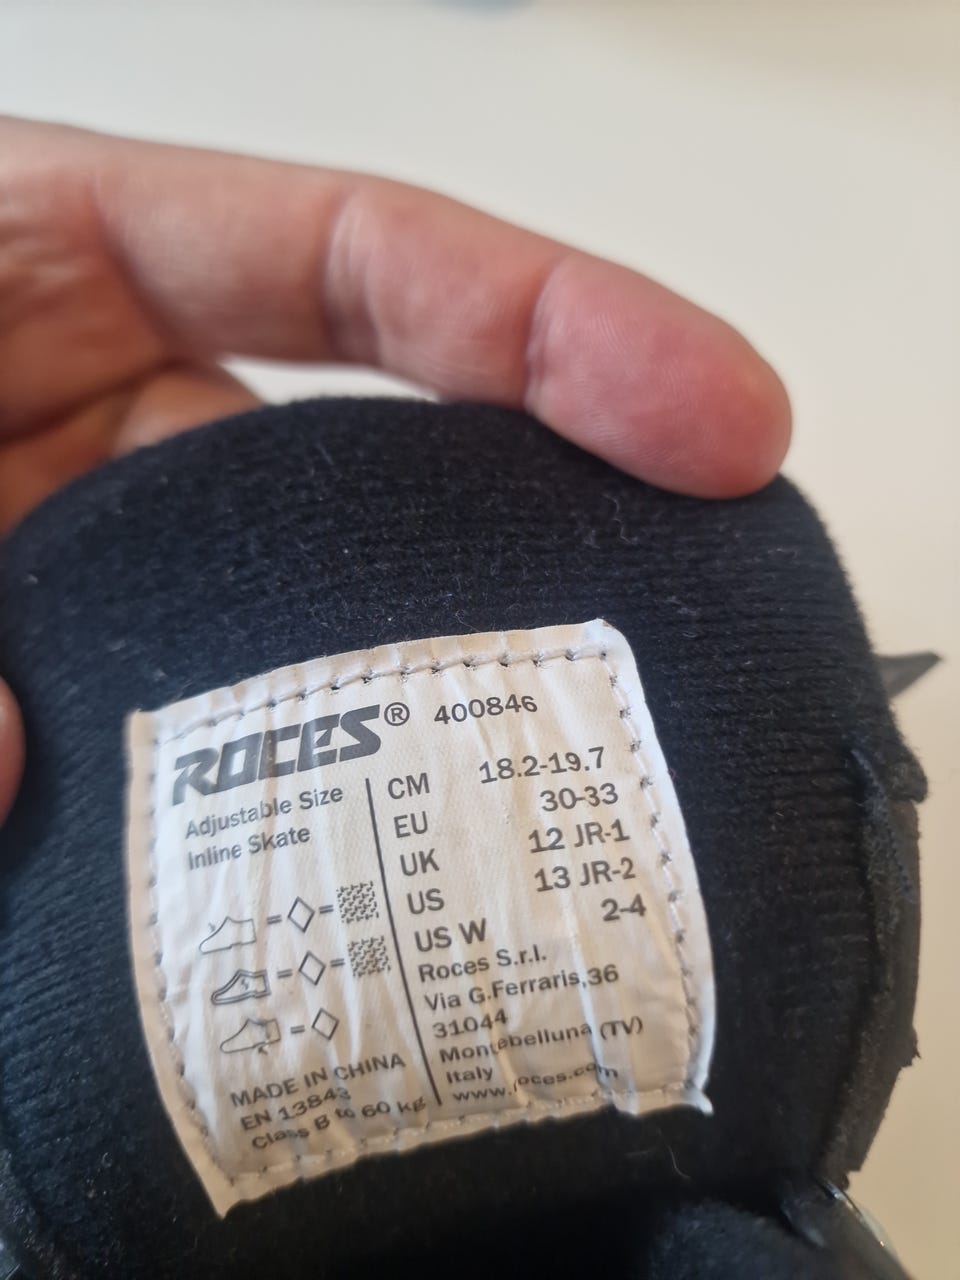 ROCES® 400846
Adjustable Size
Inline Skate
CM 18.2-19.7
EU 30-33
UK 12 JR-1
US 13 JR-2
US W 2-4
Roces S.r.l.
Via G.Ferraris,36
31044
Montebelluna (TV)
Italy
www.roces.com
= =
= =
=
MADE IN CHINA
EN 13843
Class B to 60 kg